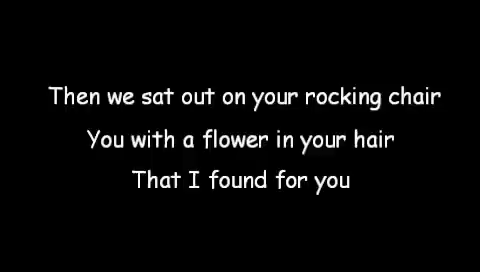 Then we sat out on your rocking chair
You with a flower in your hair
That I found for you